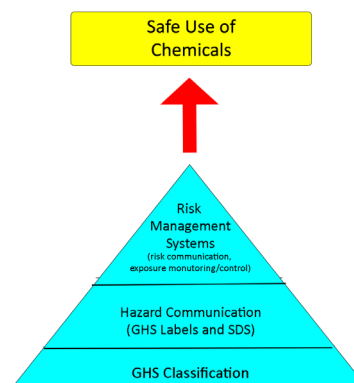 Safe Use of
Chemicals
Risk
Management
Systems
(risk communication,
exposure monutoring/control)
Hazard Communication
(GHS Labels and SDS)
GHS Classification